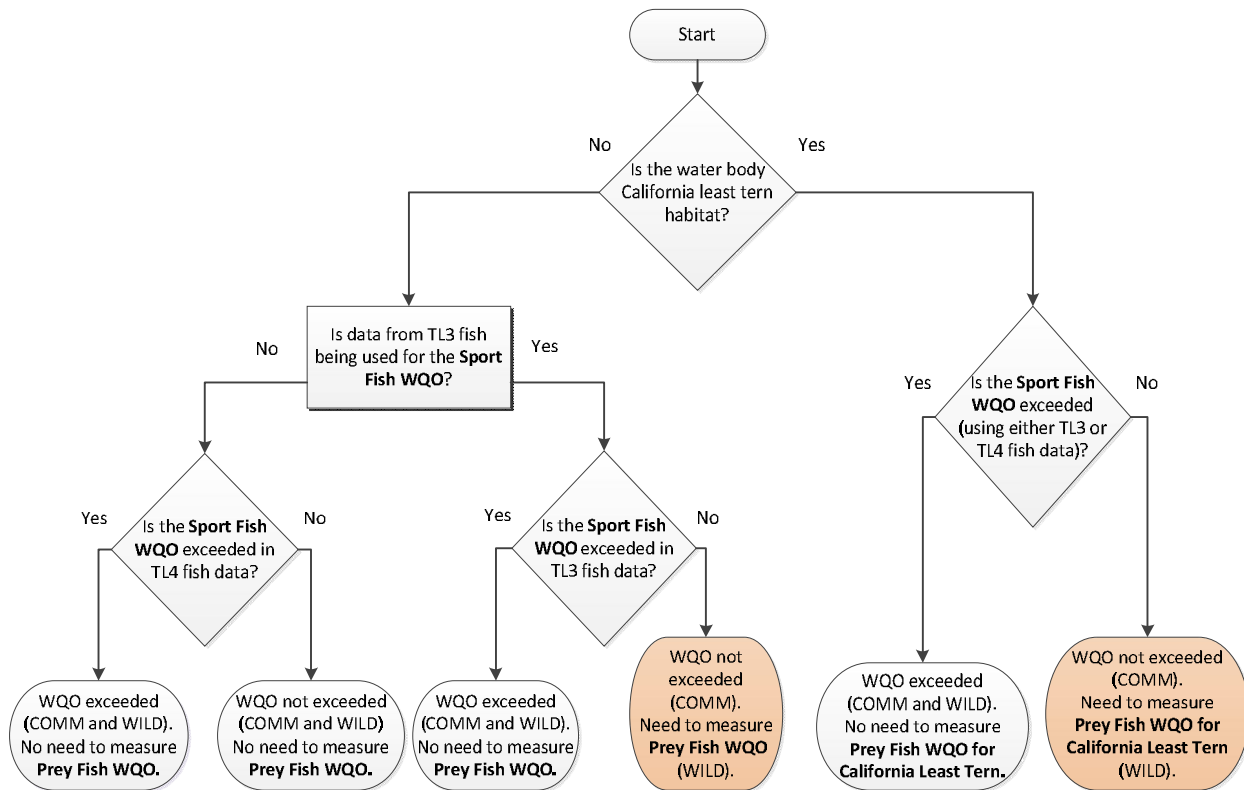 Start
No
Yes
Is the water body
California least tern
habitat?
No
Is data from TL3 fish
being used for the Sport
Fish WQO?
Yes
Yes
Is the Sport Fish
WQO exceeded
(using either TL3 or
TL4 fish data)?
No
Yes
Is the Sport Fish
WQO exceeded in
TL4 fish data?
No
Yes
Is the Sport Fish
WQO exceeded in
TL3 fish data?
No
WQO exceeded
(COMM and WILD).
No need to measure
Prey Fish WQO.
WQO not exceeded
(COMM and WILD)
No need to measure
Prey Fish WQO.
WQO exceeded
(COMM and WILD).
No need to measure
Prey Fish WQO.
WQO not
exceeded
(COMM).
Need to measure
Prey Fish WQO
(WILD).
WQO exceeded
(COMM and WILD).
No need to measure
Prey Fish WQO for
California Least Tern.
WQO not exceeded
(COMM).
Need to measure
Prey Fish WQO for
California Least Tern
(WILD).